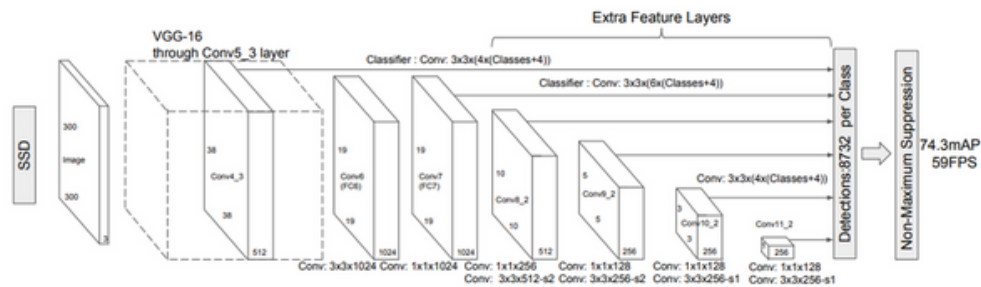 Extra Feature Layers
VGG-16
through Conv5_3 layer
Classifier : Conv: 3x3x(4x(Classes+4))
Classifier : Conv: 3x3x(6x(Classes+4))
SSD
300
Image
300
3
38
Conv4_3
38
512
19
Conv6
(FC6)
19
1024
19
Conv7
(FC7)
19
1024
10
Conv8_2
10
512
5
Conv9_2
5
256
Conv: 3x3x(4x(Classes+4))
3
Conv10_2
3
256
Conv11_2
256
Detections:8732 per Class
Non-Maximum Suppression
74.3mAP
59FPS
Conv: 3x3x1024
Conv: 1x1x1024
Conv: 1x1x256
Conv: 3x3x512-s2
Conv: 1x1x128
Conv: 3x3x256-s2
Conv: 1x1x128
Conv: 3x3x256-s1
Conv: 1x1x128
Conv: 3x3x256-s1